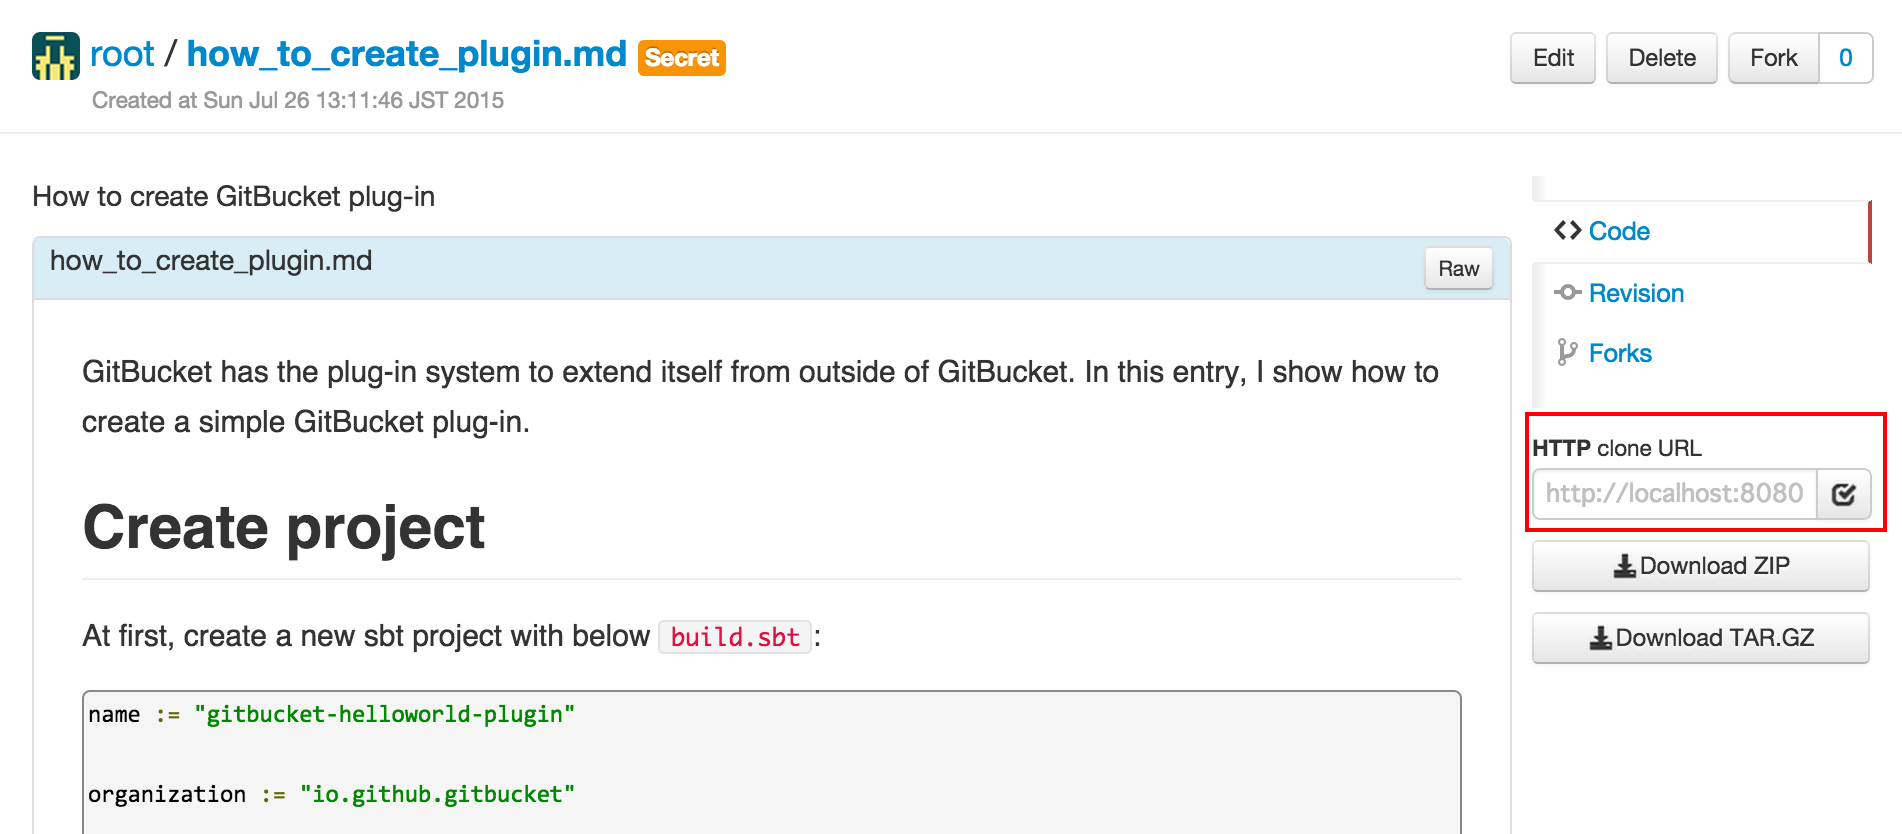 root / how_to_create_plugin.md Secret
Created at Sun Jul 26 13:11:46 JST 2015
Edit Delete Fork 0
How to create GitBucket plug-in
how_to_create_plugin.md
Raw
GitBucket has the plug-in system to extend itself from outside of GitBucket. In this entry, I show how to
create a simple GitBucket plug-in.
Create project
At first, create a new sbt project with below build.sbt :
name := "gitbucket-helloworld-plugin"
organization := "io.github.gitbucket"
Code
Revision
Forks
HTTP clone URL
http://localhost:8080
Download ZIP
Download TAR.GZ